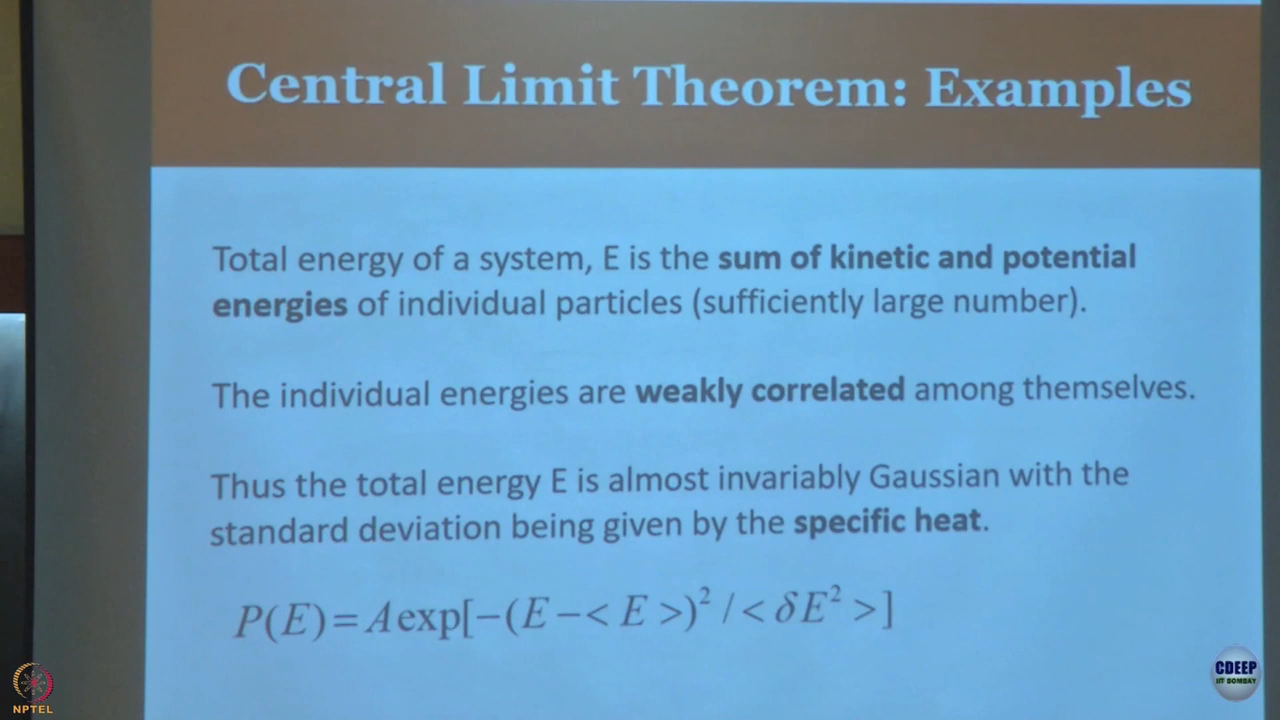 Central Limit Theorem: Examples
Total energy of a system, E is the sum of kinetic and potential
energies of individual particles (sufficiently large number).
The individual energies are weakly correlated among themselves.
Thus the total energy E is almost invariably Gaussian with the
standard deviation being given by the specific heat.
P(E)=A exp[−(E−<E>)² /<δE²>]
NPTEL
CDEEP
IIT BOMBAY